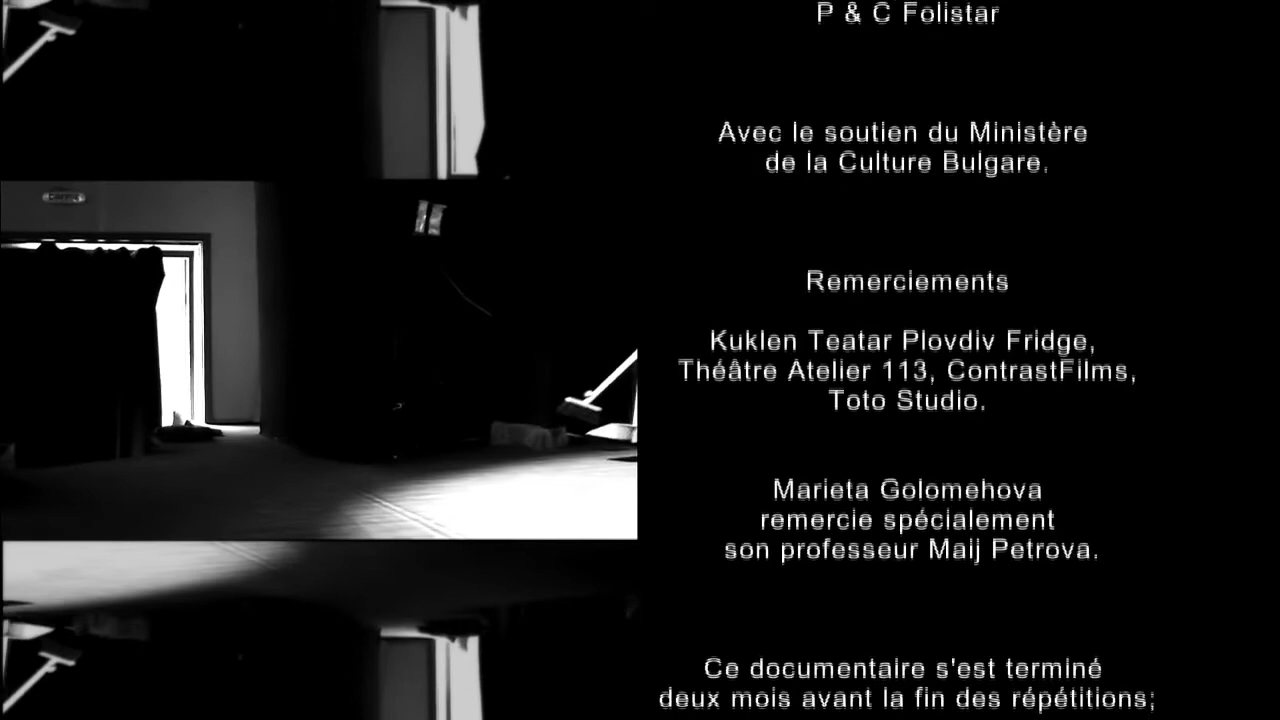 P & C Folistar
Avec le soutien du Ministère
de la Culture Bulgare.
Remerciements
Kuklen Teatar Plovdiv Fridge,
Théâtre Atelier 113, ContrastFilms,
Toto Studio.
Marieta Golomehova
remercie spécialement
son professeur Maij Petrova.
Ce documentaire s'est terminé
deux mois avant la fin des répétitions;